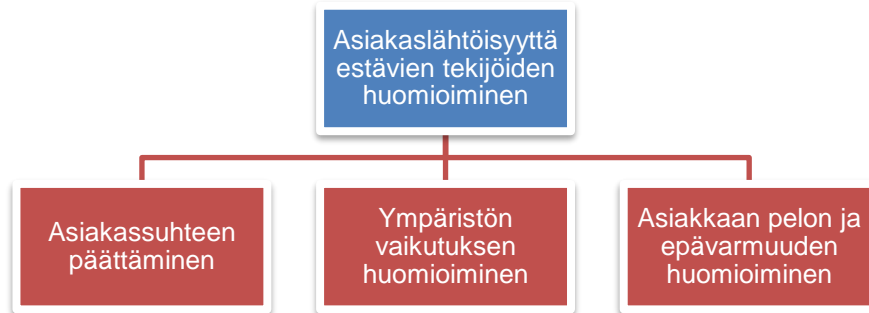 Asiakaslähtöisyyttä
estävien tekijöiden
huomioiminen
Asiakassuhteen
päättäminen
Ympäristön
vaikutuksen
huomioiminen
Asiakkaan pelon ja
epävarmuuden
huomioiminen